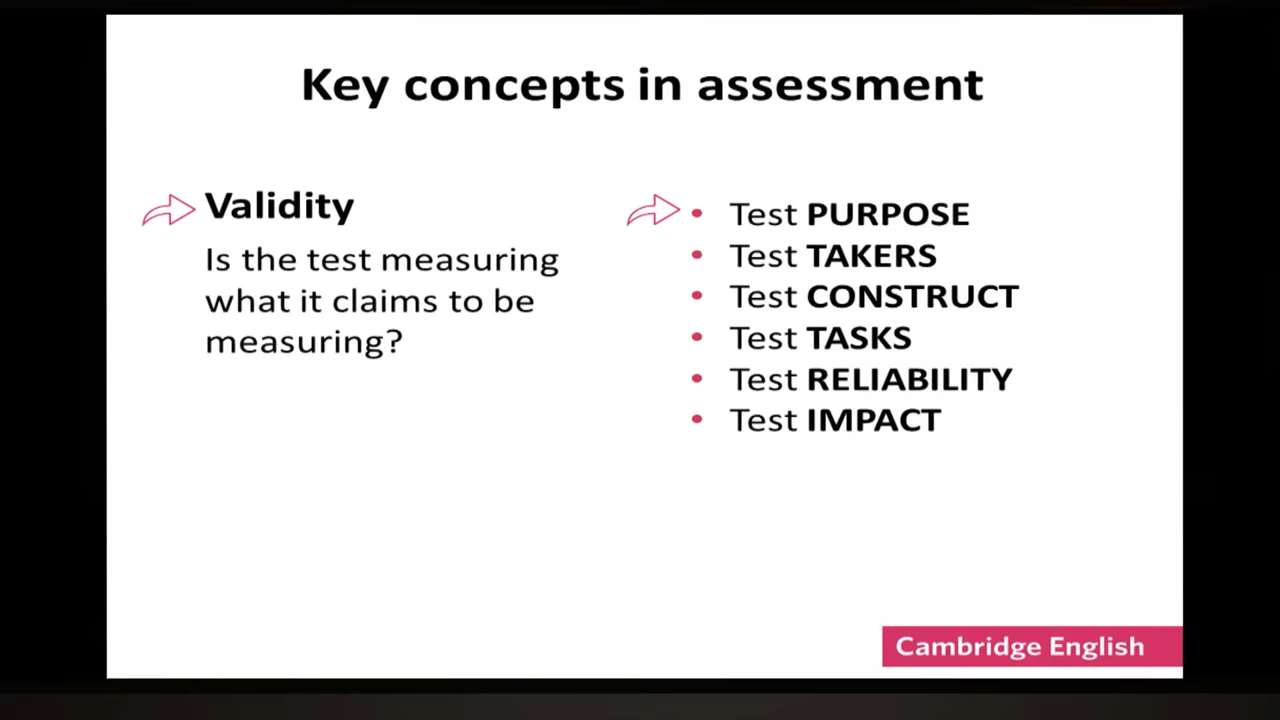 Key concepts in assessment
Validity
Is the test measuring
what it claims to be
measuring?
• Test PURPOSE
• Test TAKERS
• Test CONSTRUCT
• Test TASKS
• Test RELIABILITY
• Test IMPACT
Cambridge English